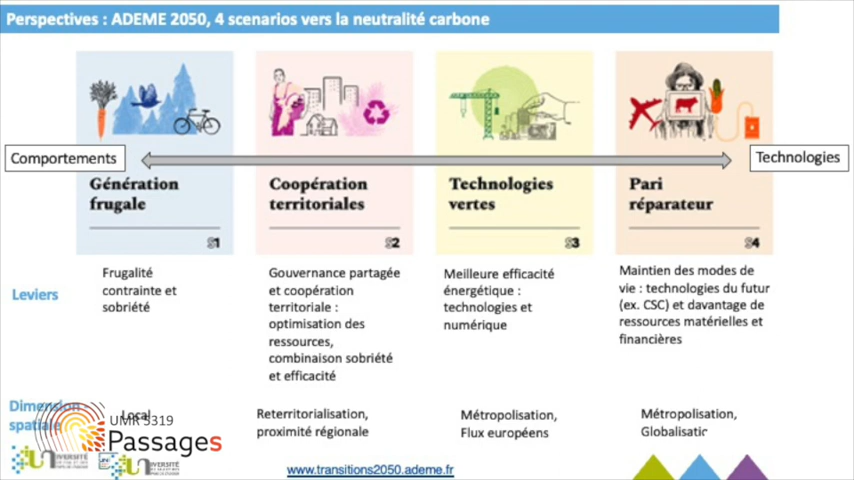 Perspectives : ADEME 2050, 4 scenarios vers la neutralité carbone
Comportements
Technologies
Génération
frugale
S1
Coopération
territoriales
S2
Technologies
vertes
S3
Pari
réparateur
S4
Leviers
Frugalité
contrainte et
sobriété
Gouvernance partagée
et coopération
territoriale :
optimisation des
ressources,
combinaison sobriété
et efficacité
Meilleure efficacité
énergétique :
technologies et
numérique
Maintien des modes de
vie : technologies du futur
(ex. CSC) et davantage de
ressources matérielles et
financières
Dimension
spatiale
Local
Reterritorialisation,
proximité régionale
Métropolisation,
Flux européens
Métropolisation,
Globalisatio
UMR 5319
Passages
UNIVERSITÉ
UNIVERSITÉ
www.transitions2050.ademe.fr